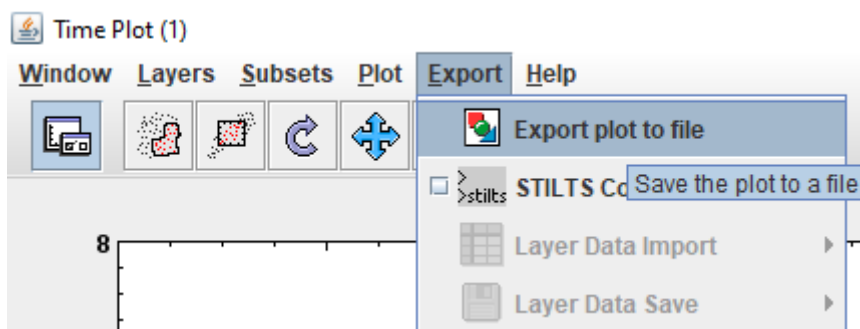 Time Plot (1)
Window Layers Subsets Plot Export Help
Export plot to file
>
>stilts STILTS Co
Save the plot to a file
8
Layer Data Import
Layer Data Save